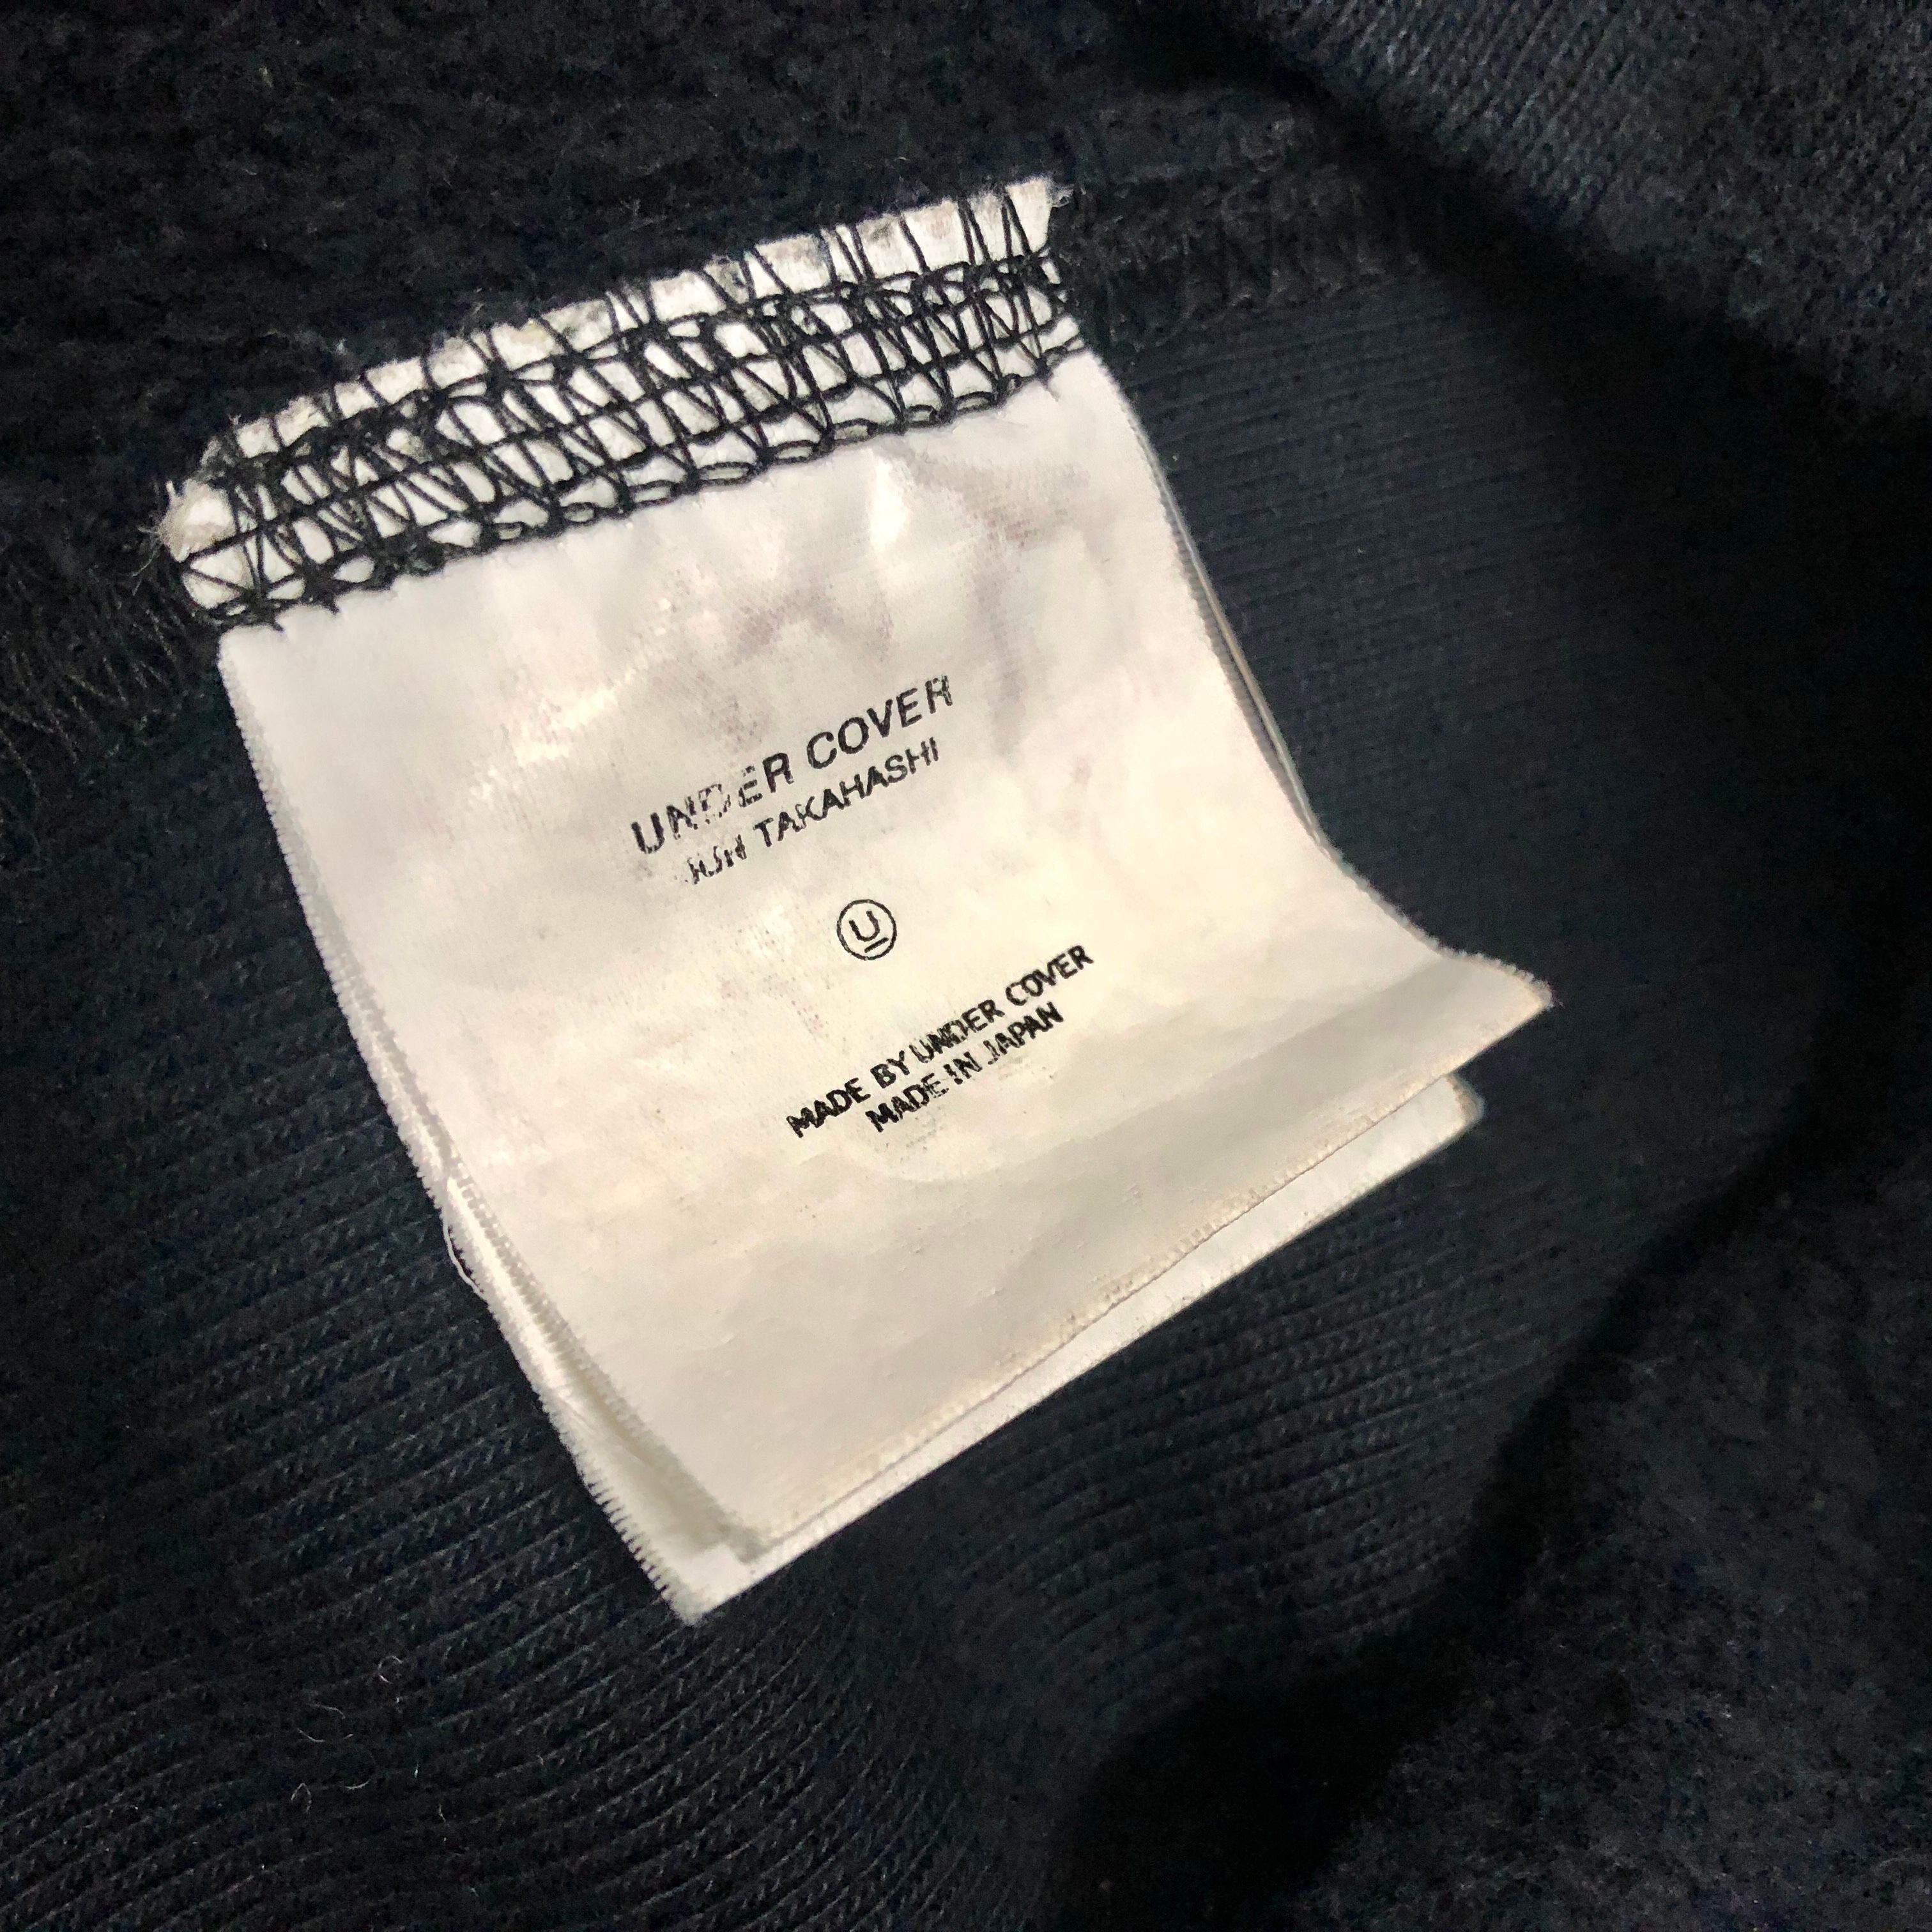 UNDER COVER
JUN TAKAHASHI
U
MADE BY UNDER COVER
MADE IN JAPAN